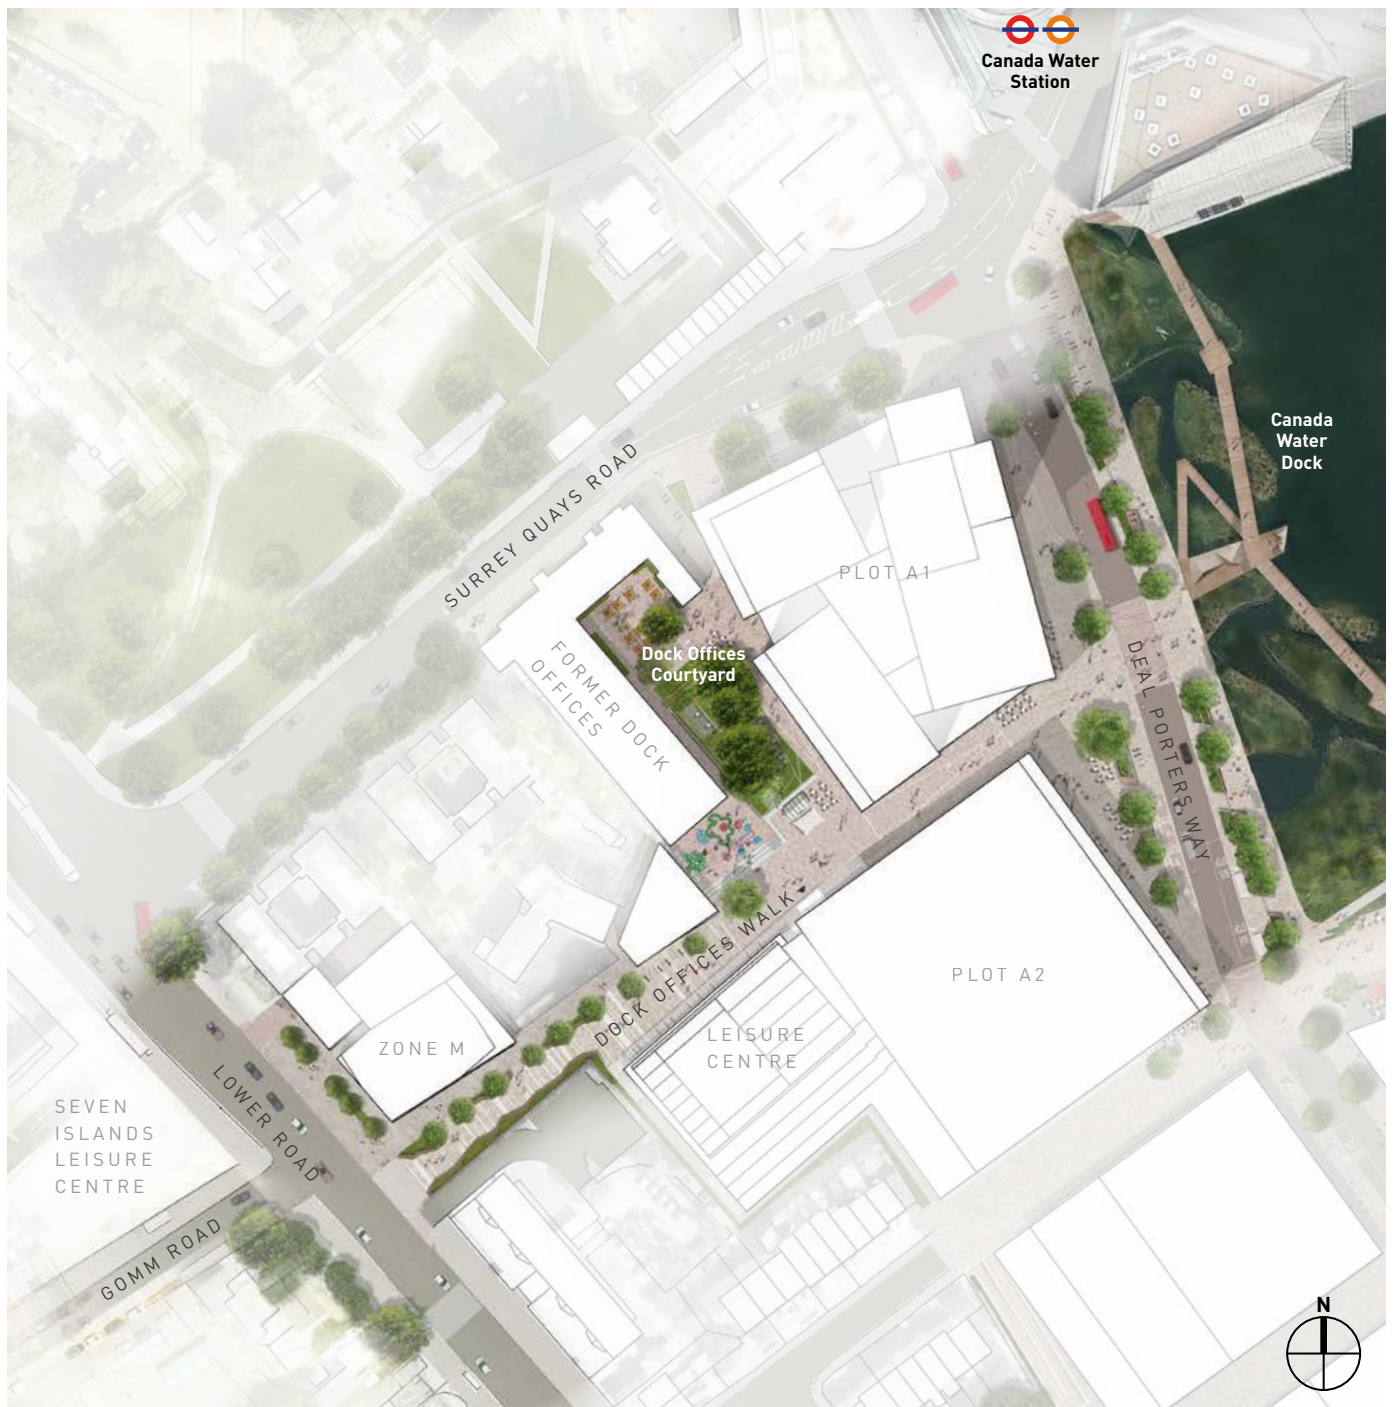 Canada Water
Station
Canada
Water
Dock
SURREY QUAYS ROAD
PLOT A1
FORMER DOCK
OFFICES
Dock Offices
Courtyard
DEAL PORTERS WAY
DOCK OFFICES WALK
PLOT A2
LEISURE
CENTRE
ZONE M
LOWER ROAD
SEVEN
ISLANDS
LEISURE
CENTRE
GOMM ROAD
N